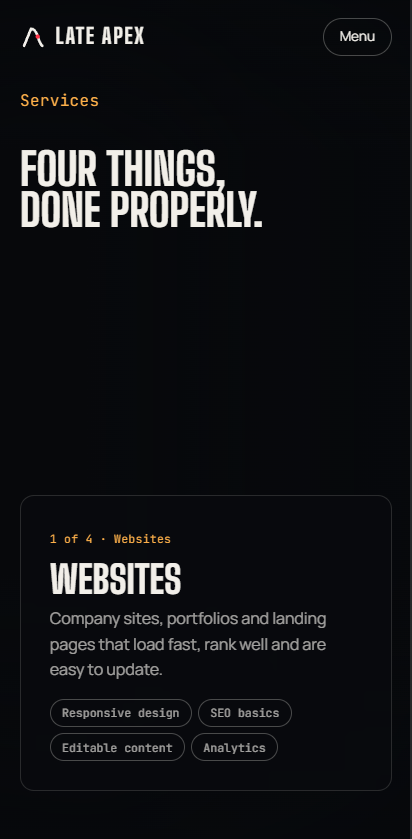 LATE APEX
Menu
Services
FOUR THINGS,
DONE PROPERLY.
1 of 4 · Websites
WEBSITES
Company sites, portfolios and landing
pages that load fast, rank well and are
easy to update.
Responsive design
SEO basics
Editable content
Analytics